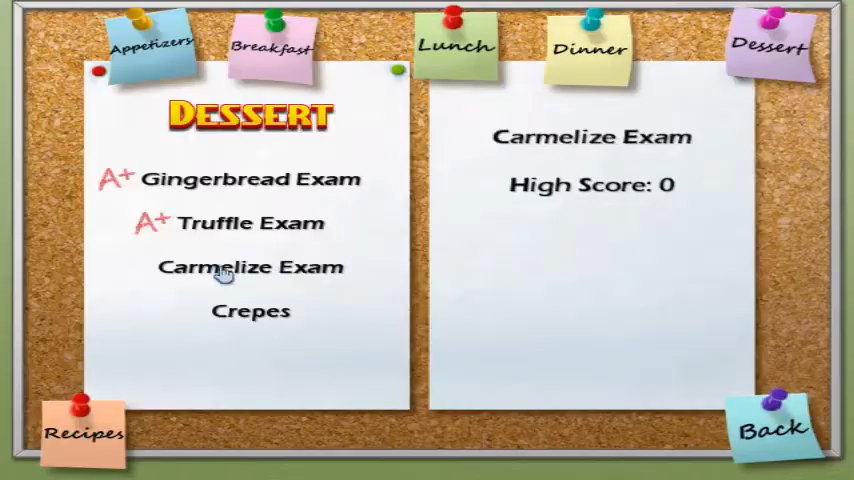 Appetizers
Breakfast
Lunch
Dinner
Dessert
DESSERT
A+ Gingerbread Exam
A+ Truffle Exam
Carmelize Exam
Crepes
Carmelize Exam
High Score: 0
Recipes
Back